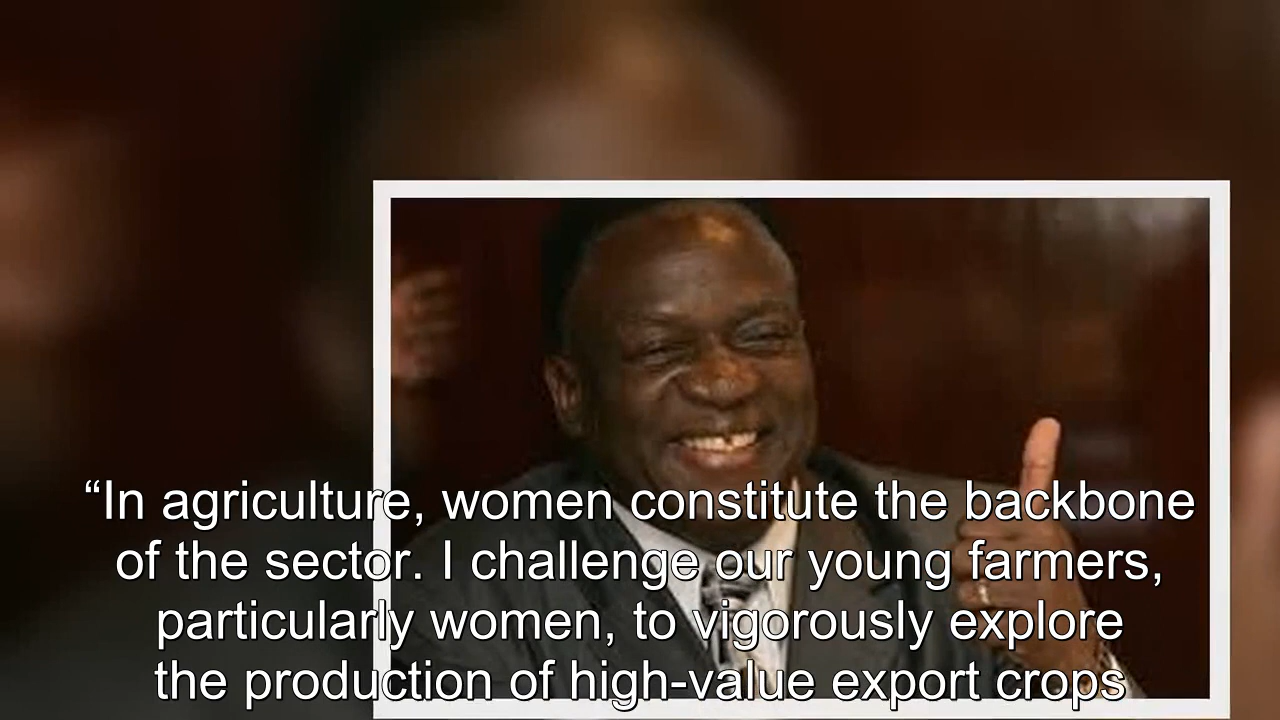 “In agriculture, women constitute the backbone
of the sector. I challenge our young farmers,
particularly women, to vigorously explore
the production of high-value export crops